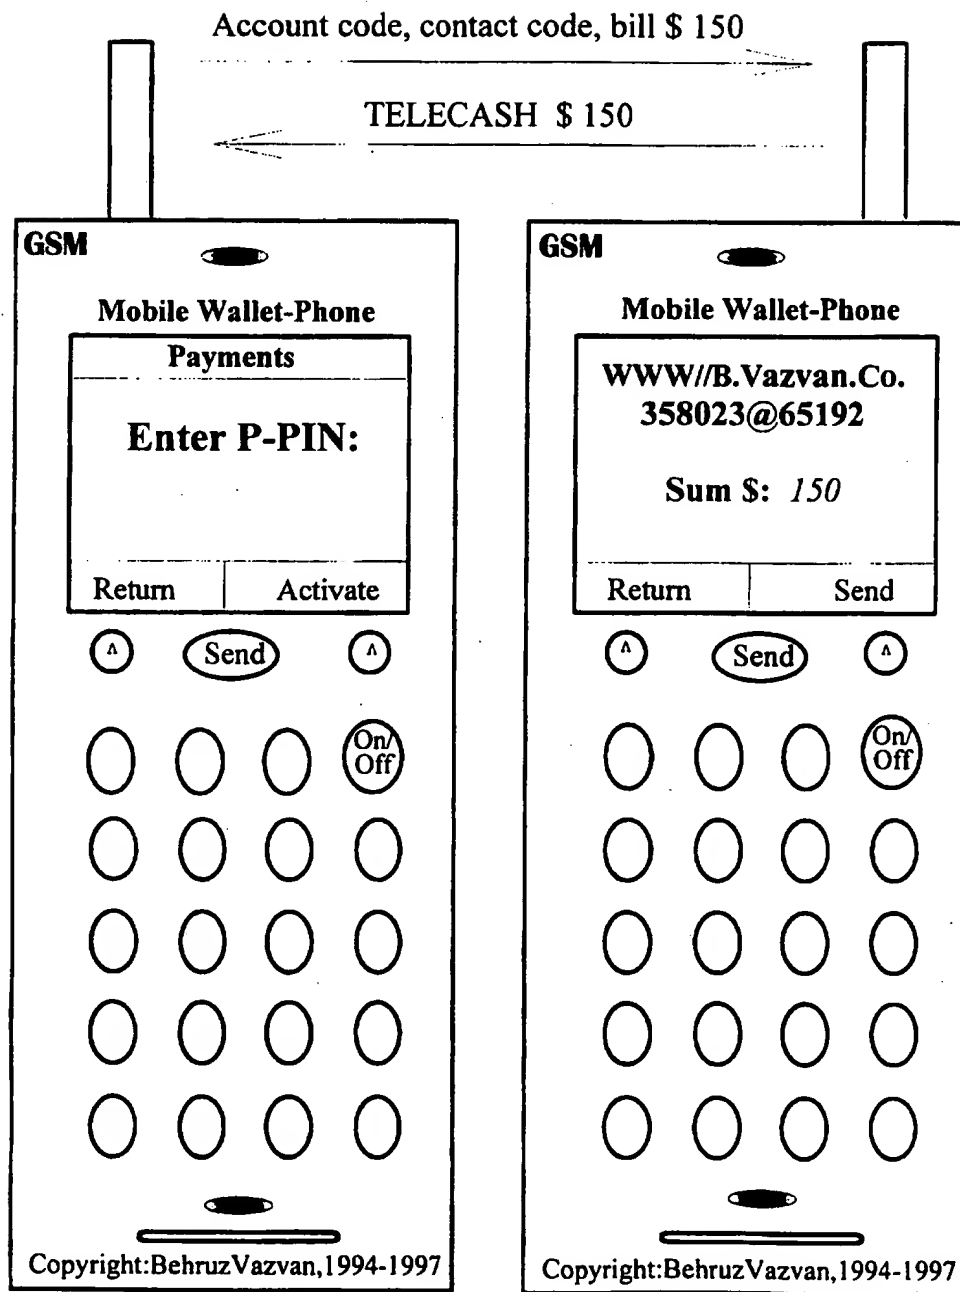 Account code, contact code, bill $ 150
TELECASH $ 150
GSM
Mobile Wallet-Phone
Payments
Enter P-PIN:
Return Activate
^ Send ^
On/
Off
Copyright:BehruzVazvan,1994-1997
GSM
Mobile Wallet-Phone
WWW//B.Vazvan.Co.
358023@65192
Sum $: 150
Return Send
^ Send ^
On/
Off
Copyright:BehruzVazvan,1994-1997